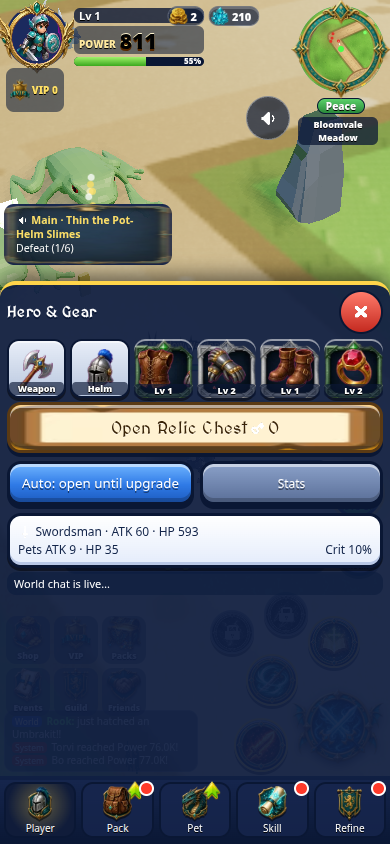 Lv 1
2
210
POWER 811
55%
VIP 0
Peace
Bloomvale
Meadow
Main · Thin the Pot-
Helm Slimes
Defeat (1/6)
Hero & Gear
Weapon
Helm
Lv 1
Lv 2
Lv 1
Lv 2
Open Relic Chest 0
Auto: open until upgrade
Stats
Swordsman · ATK 60 · HP 593
Pets ATK 9 · HP 35
Crit 10%
World chat is live...
Shop
VIP
Packs
Events
Guild
Friends
Player
Pack
Pet
Skill
Refine